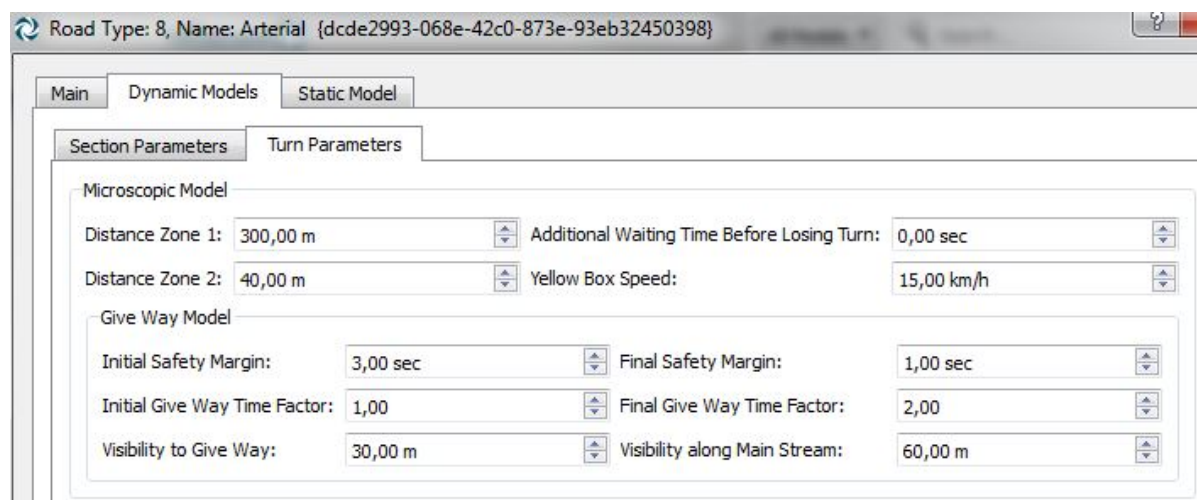 Road Type: 8, Name: Arterial {dcde2993-068e-42c0-873e-93eb32450398}
?
Main Dynamic Models Static Model
Section Parameters Turn Parameters
Microscopic Model
Distance Zone 1: 300,00 m Additional Waiting Time Before Losing Turn: 0,00 sec
Distance Zone 2: 40,00 m Yellow Box Speed: 15,00 km/h
Give Way Model
Initial Safety Margin: 3,00 sec Final Safety Margin: 1,00 sec
Initial Give Way Time Factor: 1,00 Final Give Way Time Factor: 2,00
Visibility to Give Way: 30,00 m Visibility along Main Stream: 60,00 m